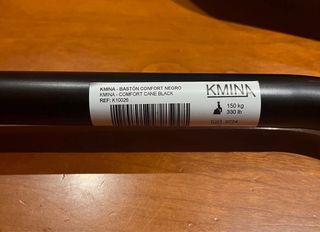 KMINA - BASTÓN CONFORT NEGRO
KMINA - COMFORT CANE BLACK
REF: K10026
KMINA
150 kg
330 lb